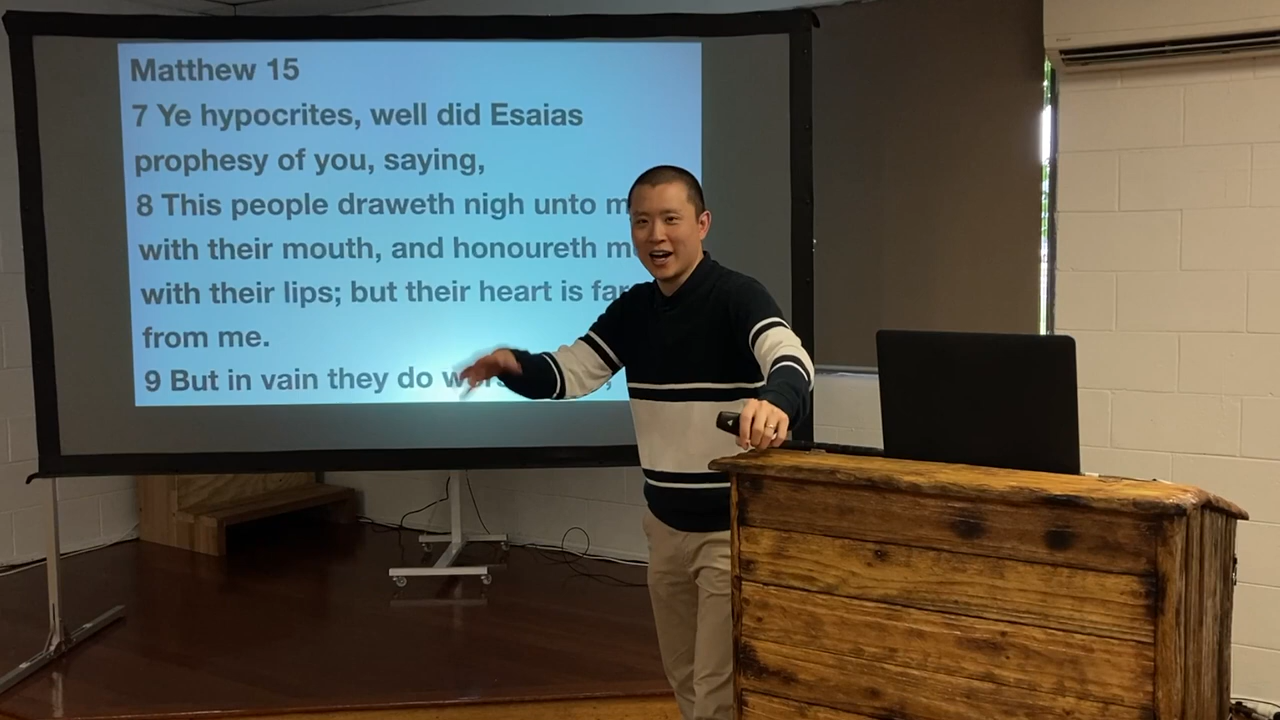 Matthew 15
7 Ye hypocrites, well did Esaias
prophesy of you, saying,
8 This people draweth nigh unto
with their mouth, and honoureth
with their lips; but their heart is far
from me.
9 But in vain they do